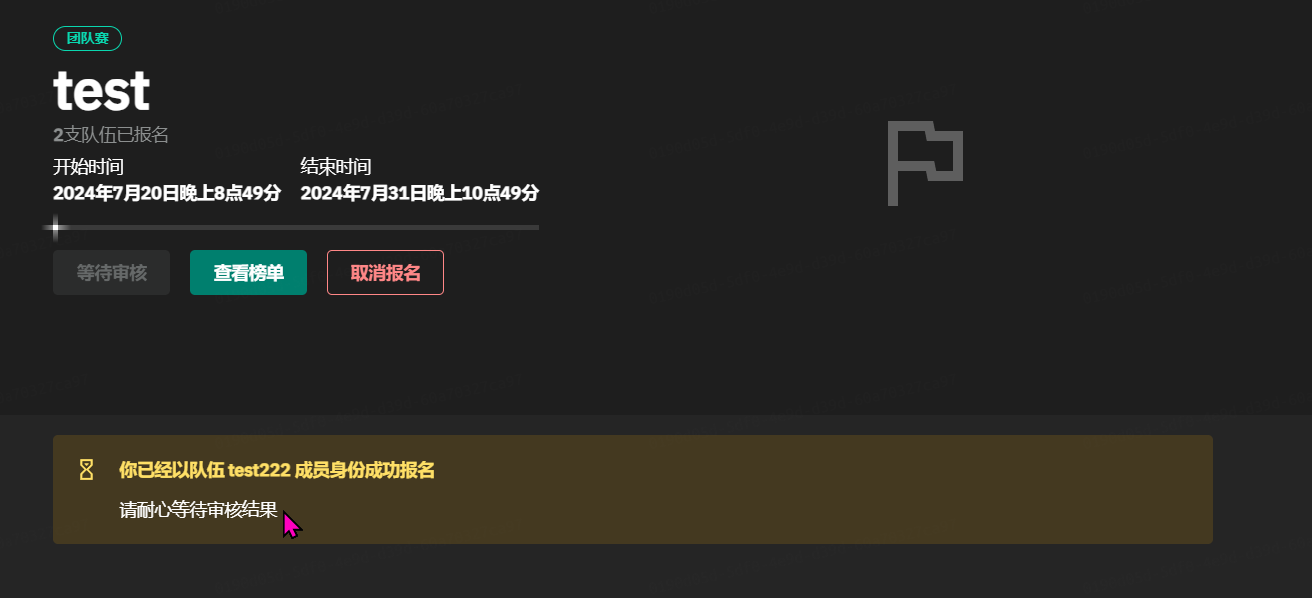 团队赛
test
2支队伍已报名
开始时间 结束时间
2024年7月20日晚上8点49分 2024年7月31日晚上10点49分
等待审核 查看榜单 取消报名
你已经以队伍 test222 成员身份成功报名
请耐心等待审核结果